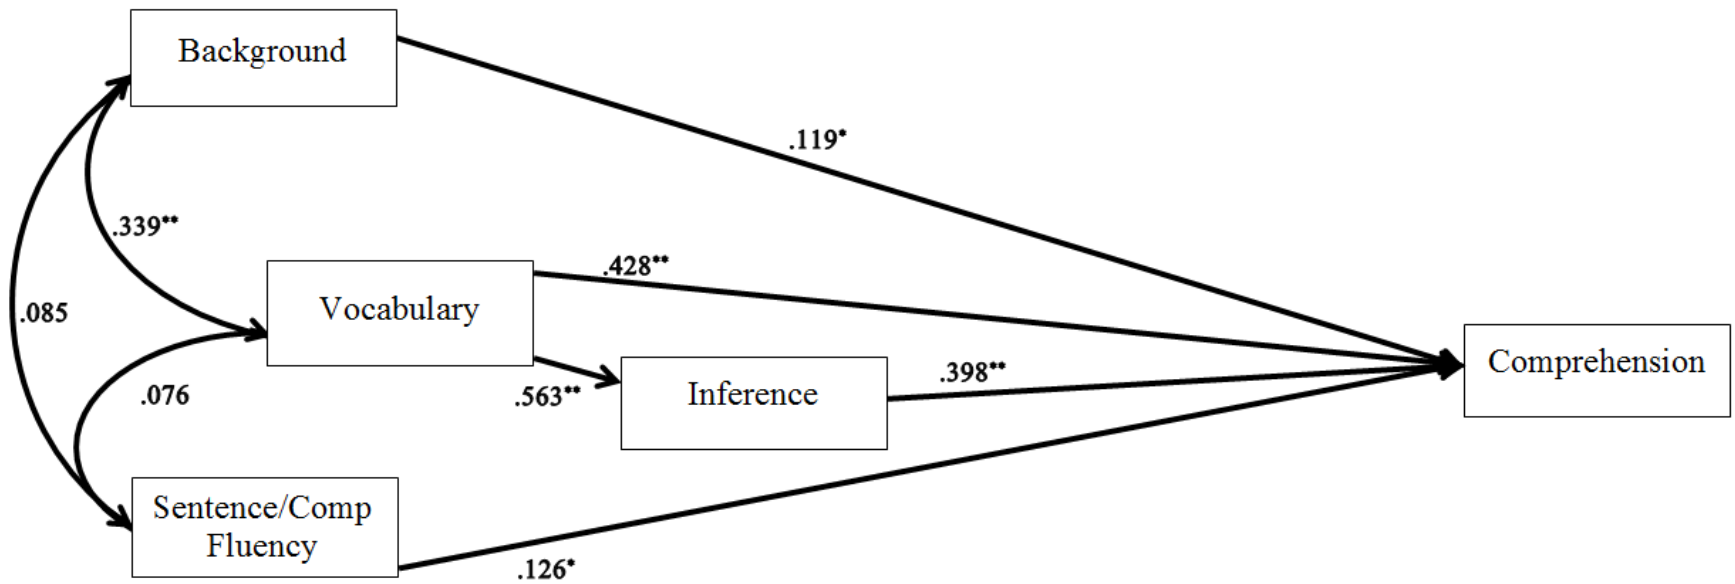 Background
.119*
.339**
.428**
Vocabulary
.085
Comprehension
.398**
.563**
Inference
.076
Sentence/Comp
Fluency
.126*